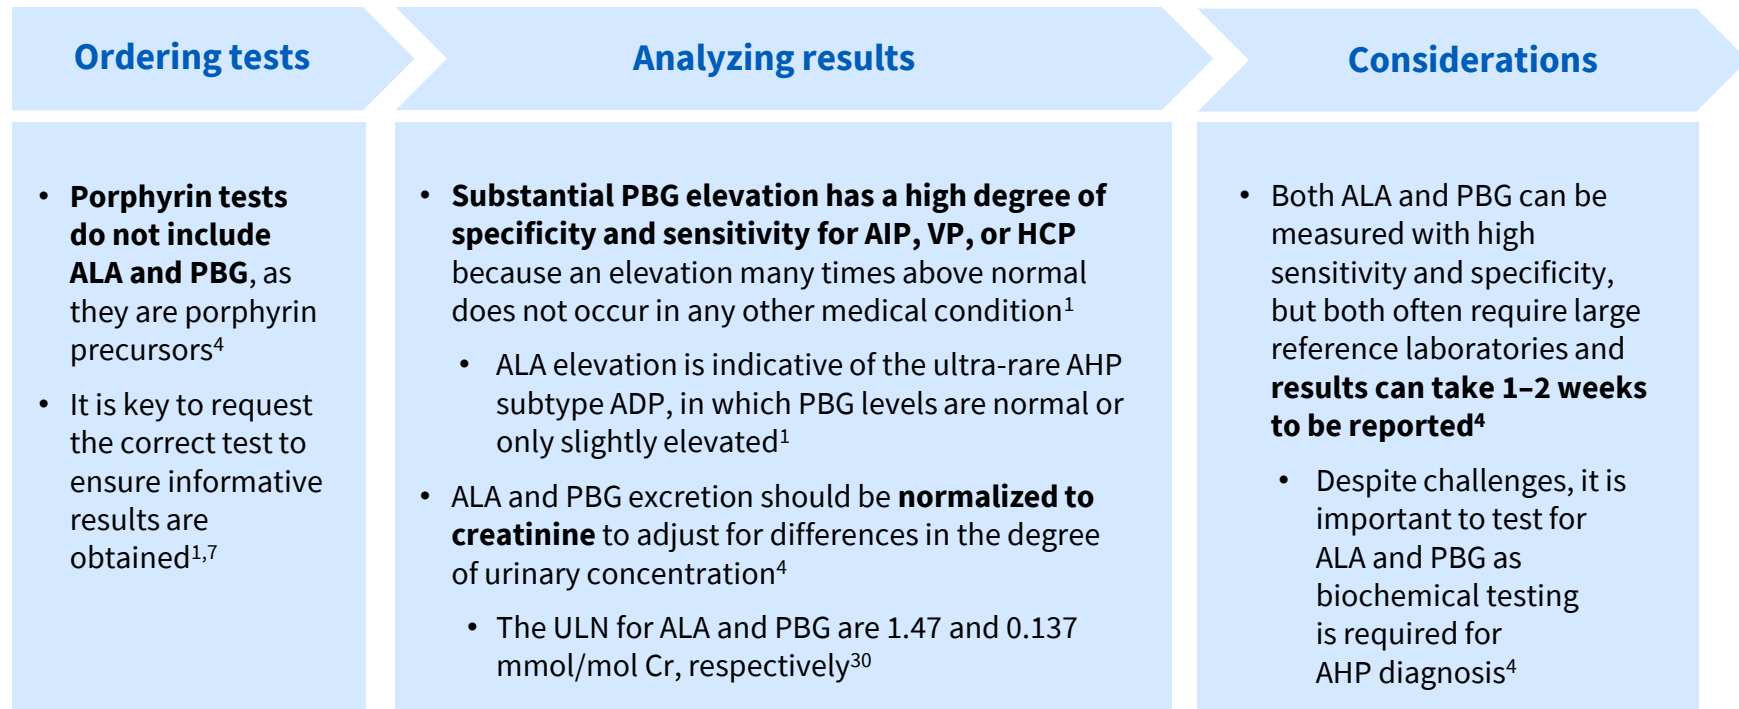 Ordering tests
• Porphyrin tests
do not include
ALA and PBG, as
they are porphyrin
precursors⁴
• It is key to request
the correct test to
ensure informative
results are
obtained¹,⁷
Analyzing results
• Substantial PBG elevation has a high degree of
specificity and sensitivity for AIP, VP, or HCP
because an elevation many times above normal
does not occur in any other medical condition¹
• ALA elevation is indicative of the ultra-rare AHP
subtype ADP, in which PBG levels are normal or
only slightly elevated¹
• ALA and PBG excretion should be normalized to
creatinine to adjust for differences in the degree
of urinary concentration⁴
• The ULN for ALA and PBG are 1.47 and 0.137
mmol/mol Cr, respectively³⁰
Considerations
• Both ALA and PBG can be
measured with high
sensitivity and specificity,
but both often require large
reference laboratories and
results can take 1–2 weeks
to be reported⁴
• Despite challenges, it is
important to test for
ALA and PBG as
biochemical testing
is required for
AHP diagnosis⁴